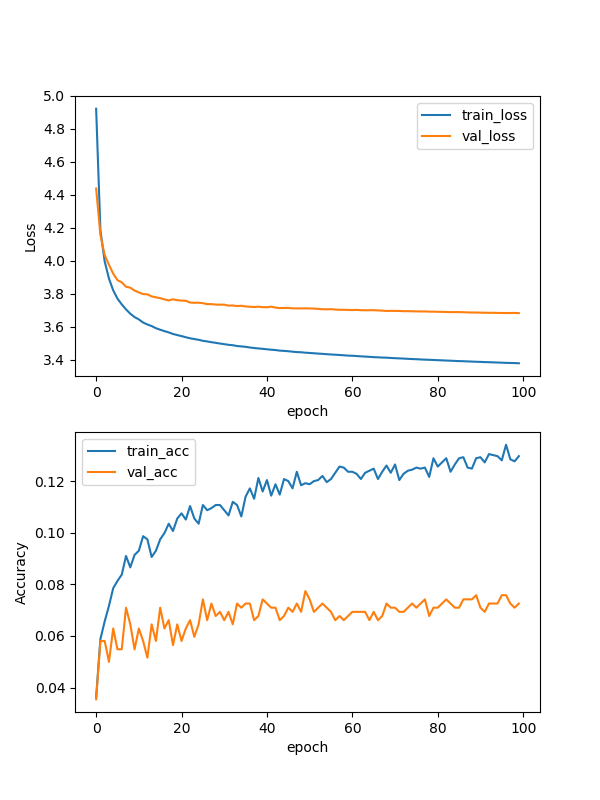 5.0
4.8
4.6
4.4
4.2
4.0
3.8
3.6
3.4
Loss
train_loss
val_loss
0 20 40 60 80 100
epoch
train_acc
val_acc
0.12
0.10
0.08
0.06
0.04
Accuracy
0 20 40 60 80 100
epoch